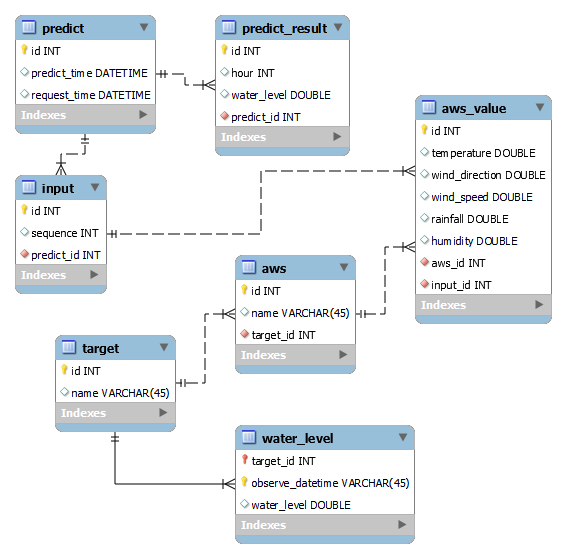 predict
id INT
predict_time DATETIME
request_time DATETIME
Indexes
predict_result
id INT
hour INT
water_level DOUBLE
predict_id INT
Indexes
aws_value
id INT
temperature DOUBLE
wind_direction DOUBLE
wind_speed DOUBLE
rainfall DOUBLE
humidity DOUBLE
aws_id INT
input_id INT
Indexes
input
id INT
sequence INT
predict_id INT
Indexes
aws
id INT
name VARCHAR(45)
target_id INT
Indexes
target
id INT
name VARCHAR(45)
Indexes
water_level
target_id INT
observe_datetime VARCHAR(45)
water_level DOUBLE
Indexes